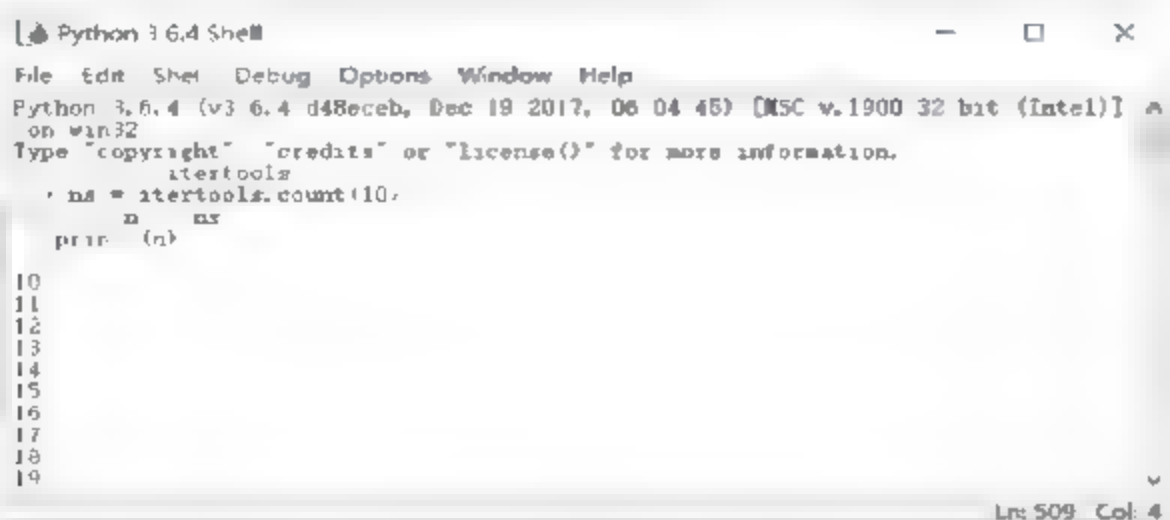 Python 3.6.4 Shell
File Edit Shell Debug Options Window Help
Python 3.6.4 (v3.6.4:d48eceb, Dec 19 2017, 06:04:45) [MSC v.1900 32 bit (Intel)]
on win32
Type "copyright", "credits" or "license()" for more information.
itertools
ns = itertools.count(10)
n ns
print (n)
10
11
12
13
14
15
16
17
18
19
Ln: 509 Col: 4